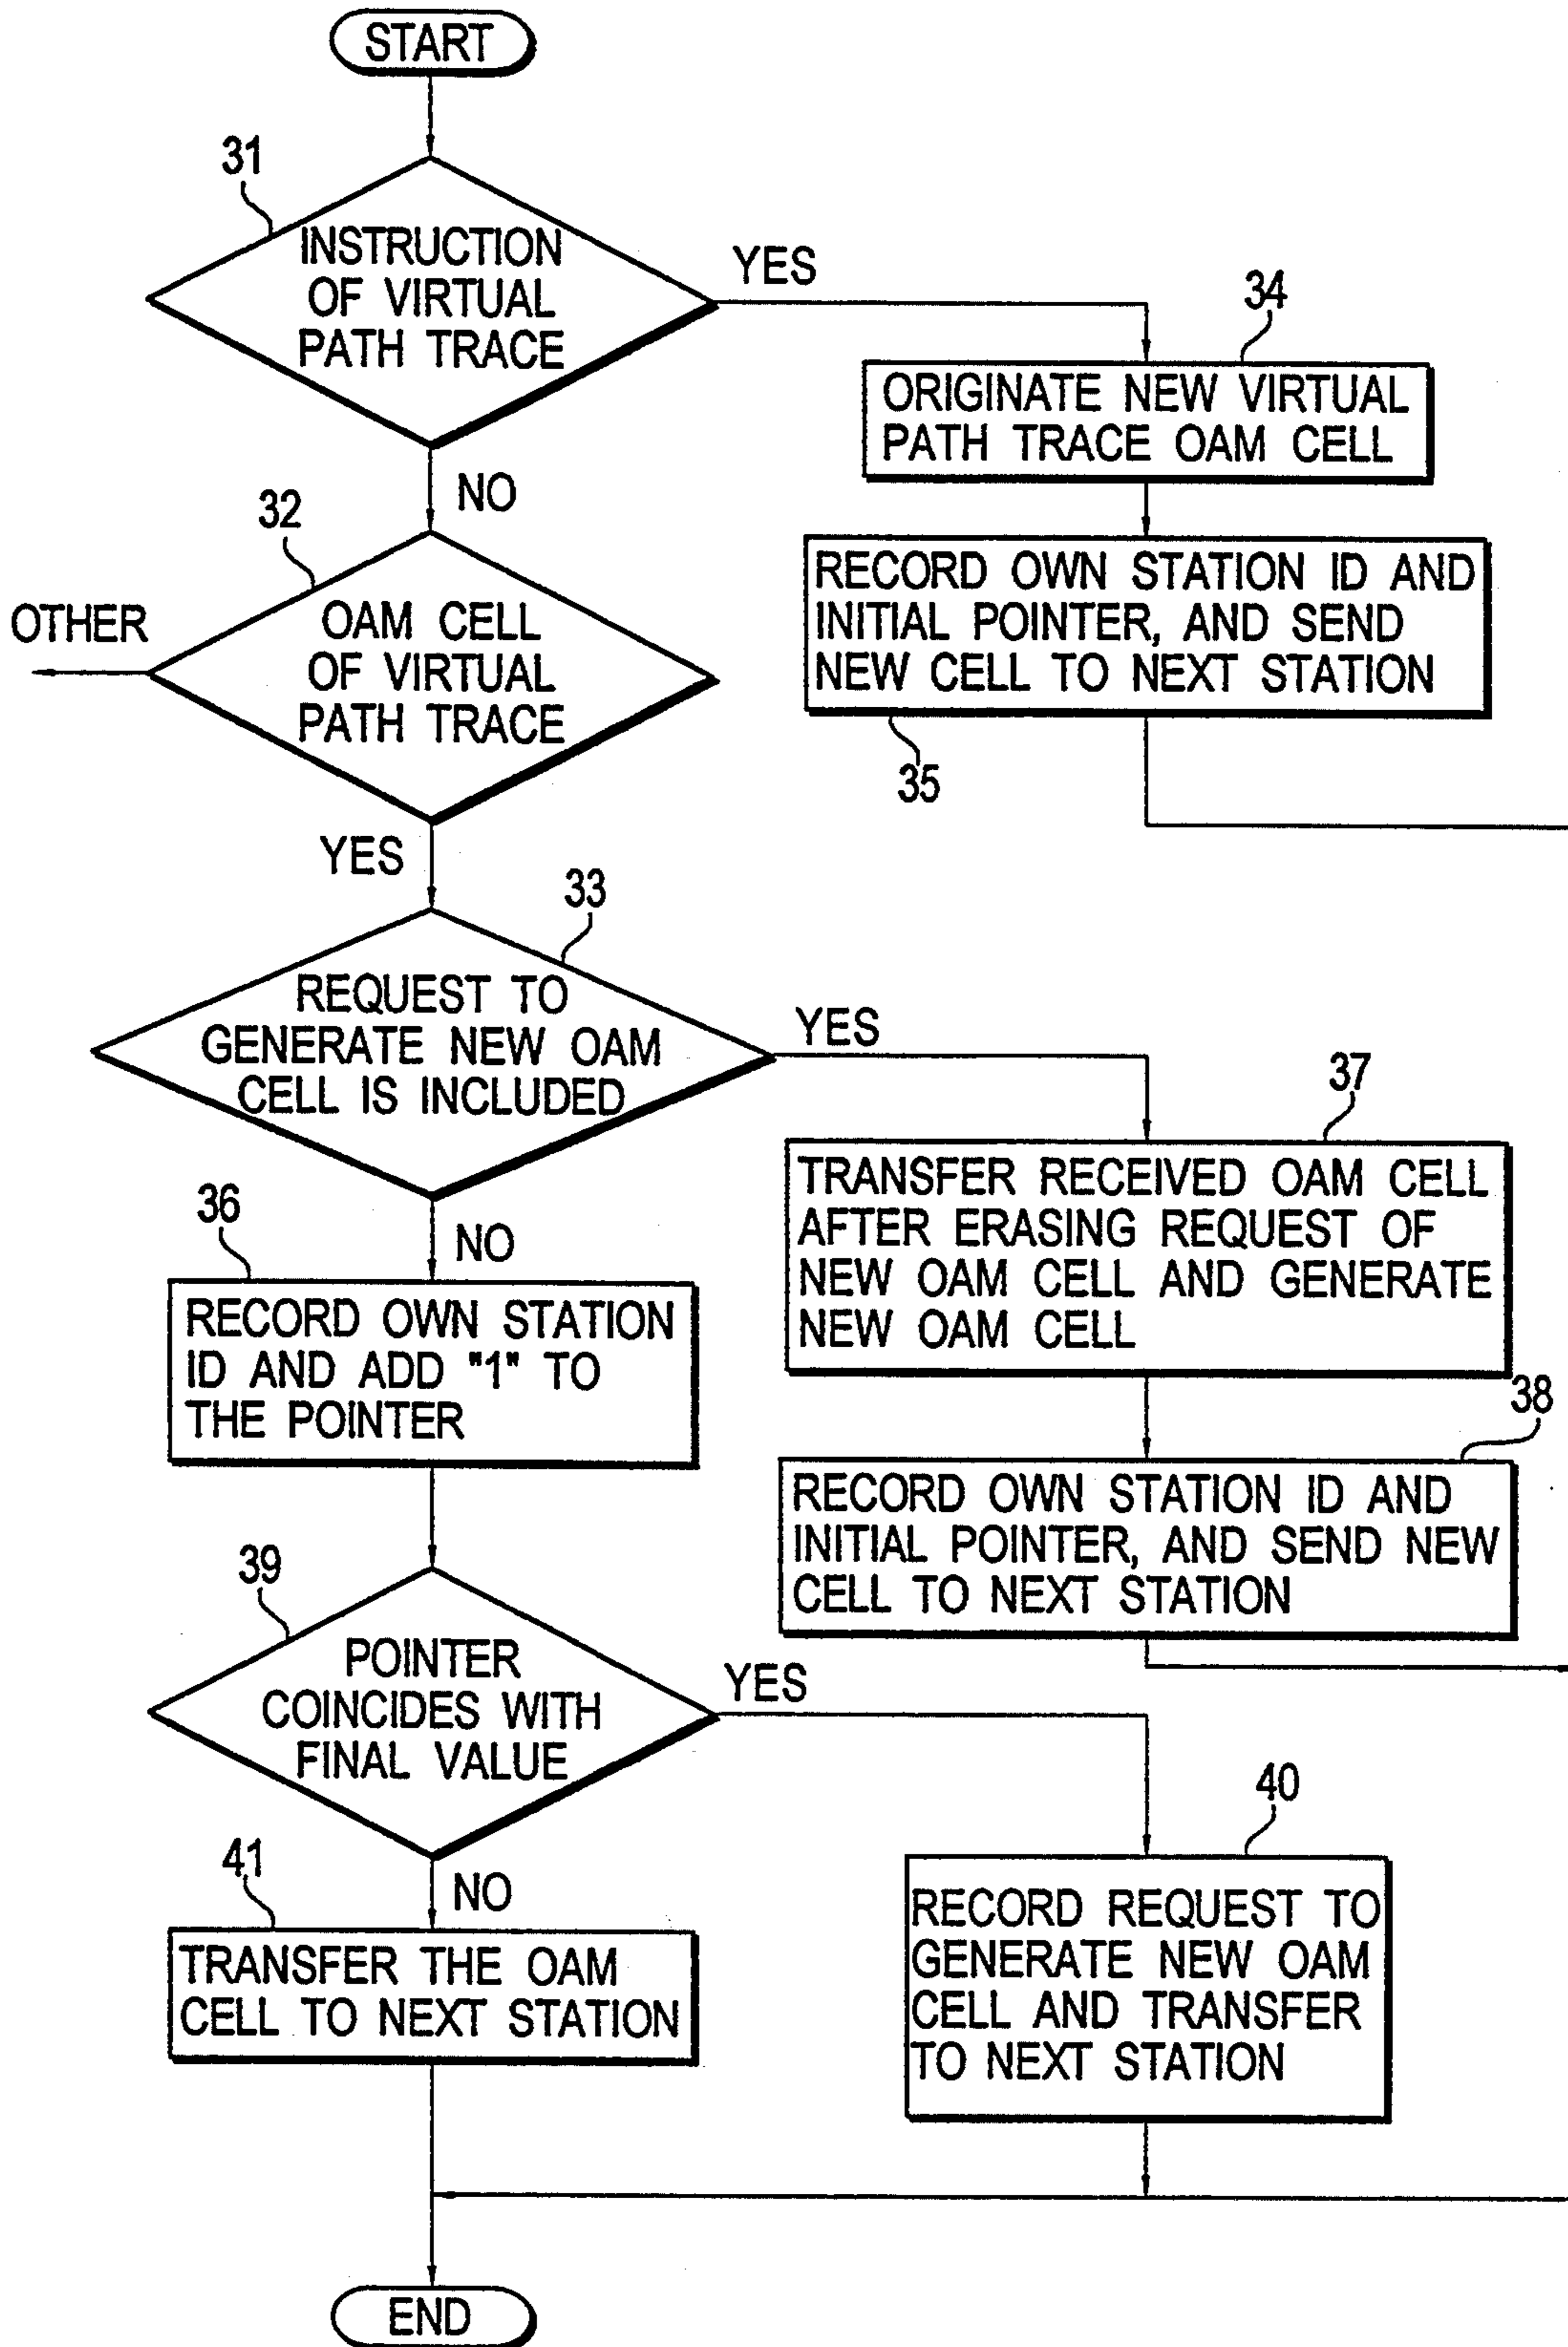 START
31
INSTRUCTION
OF VIRTUAL
PATH TRACE
YES
NO
34
ORIGINATE NEW VIRTUAL
PATH TRACE OAM CELL
RECORD OWN STATION ID AND
INITIAL POINTER, AND SEND
NEW CELL TO NEXT STATION
35
32
OTHER
OAM CELL
OF VIRTUAL
PATH TRACE
YES
33
REQUEST TO
GENERATE NEW OAM
CELL IS INCLUDED
YES
NO
37
TRANSFER RECEIVED OAM CELL
AFTER ERASING REQUEST OF
NEW OAM CELL AND GENERATE
NEW OAM CELL
38
RECORD OWN STATION ID AND
INITIAL POINTER, AND SEND NEW
CELL TO NEXT STATION
36
RECORD OWN STATION
ID AND ADD "1" TO
THE POINTER
39
POINTER
COINCIDES WITH
FINAL VALUE
YES
NO
40
RECORD REQUEST TO
GENERATE NEW OAM
CELL AND TRANSFER
TO NEXT STATION
41
TRANSFER THE OAM
CELL TO NEXT STATION
END